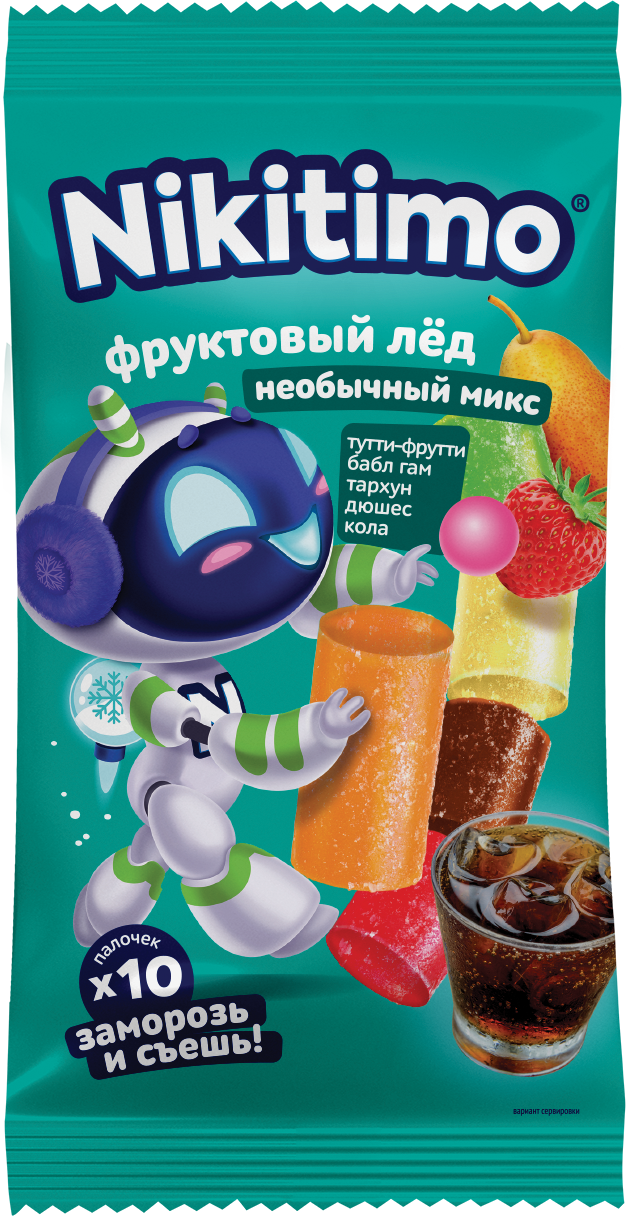 Nikitimo®
фруктовый лёд
необычный микс
тутти-фрутти
бабл гам
тархун
дюшес
кола
N
палочек
x10
заморозь
и съешь!
вариант сервировки